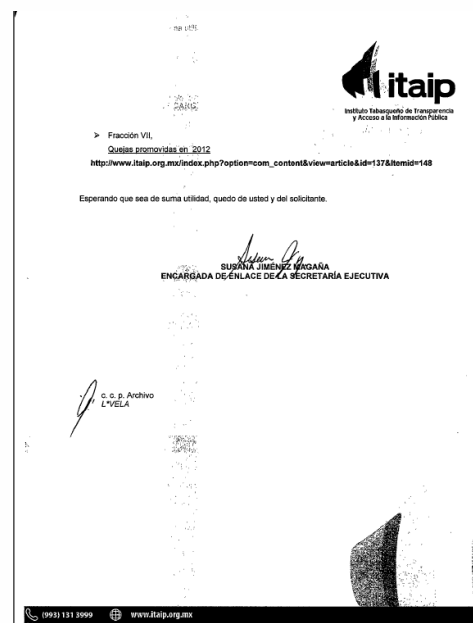 itaip
Instituto Tabasqueño de Transparencia
y Acceso a la Información Pública
➢ Fracción VII,
Quejas promovidas en 2012
http://www.itaip.org.mx/index.php?option=com_content&view=article&id=137&Itemid=148
Esperando que sea de suma utilidad, quedo de usted y del solicitante.
SUSANA JIMÉNEZ MAGAÑA
ENCARGADA DE ENLACE DE LA SECRETARÍA EJECUTIVA
c. c. p. Archivo
L*VELA
(993) 131 3999 www.itaip.org.mx